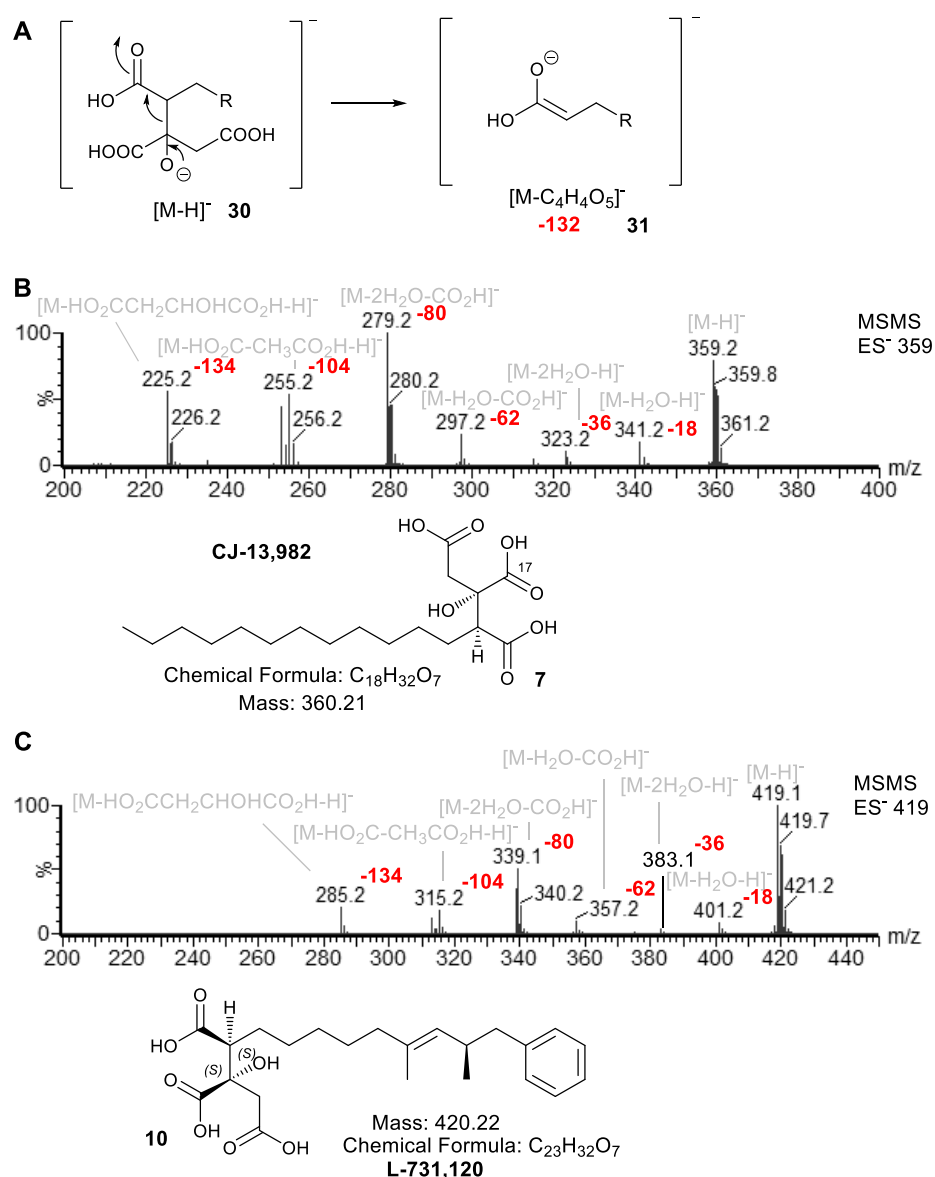 A
O
HO
R
HOOC
COOH
O
⊖
[M-H]⁻ 30
−
O
⊖
HO
R
−
[M-C₄H₄O₅]⁻
-132 31
B
[M-HO₂CCH₂CHOHCO₂H-H]⁻
[M-2H₂O-CO₂H]⁻
-80
[M-HO₂C-CH₃CO₂H-H]⁻
-134
-104
[M-2H₂O-H]⁻
[M-H₂O-CO₂H]⁻
-62
-36
[M-H₂O-H]⁻
-18
[M-H]⁻
MSMS
ES⁻ 359
100
%
0
225.2
226.2
255.2
256.2
279.2
280.2
297.2
323.2
341.2
359.2
359.8
361.2
200 220 240 260 280 300 320 340 360 380 400
m/z
CJ-13,982
HO
O
OH
17
O
HO
OH
H
O
Chemical Formula: C₁₈H₃₂O₇ 7
Mass: 360.21
C
[M-H₂O-CO₂H]⁻
[M-HO₂CCH₂CHOHCO₂H-H]⁻
[M-2H₂O-CO₂H]⁻
[M-2H₂O-H]⁻
[M-H]⁻
[M-HO₂C-CH₃CO₂H-H]⁻
-80
-36
-134
-104
-62
[M-H₂O-H]⁻
-18
MSMS
ES⁻ 419
100
%
0
285.2
315.2
339.1
340.2
357.2
383.1
401.2
419.1
419.7
421.2
200 220 240 260 280 300 320 340 360 380 400 420 440
m/z
O
H
HO
(S)
(S)
OH
O
OH
O
OH
10
Mass: 420.22
Chemical Formula: C₂₃H₃₂O₇
L-731,120